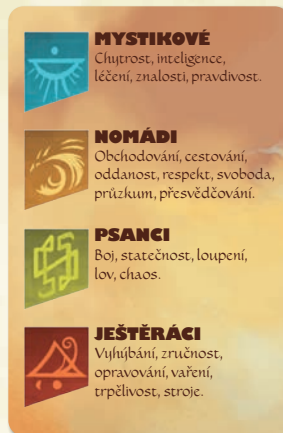 MYSTIKOVÉ
Chytrost, inteligence,
léčení, znalosti, pravdivost.
NOMÁDI
Obchodování, cestování,
oddanost, respekt, svoboda,
průzkum, přesvědčování.
PSANCI
Boj, statečnost, loupení,
lov, chaos.
JEŠTĚRÁCI
Vyhýbání, zručnost,
opravování, vaření,
trpělivost, stroje.